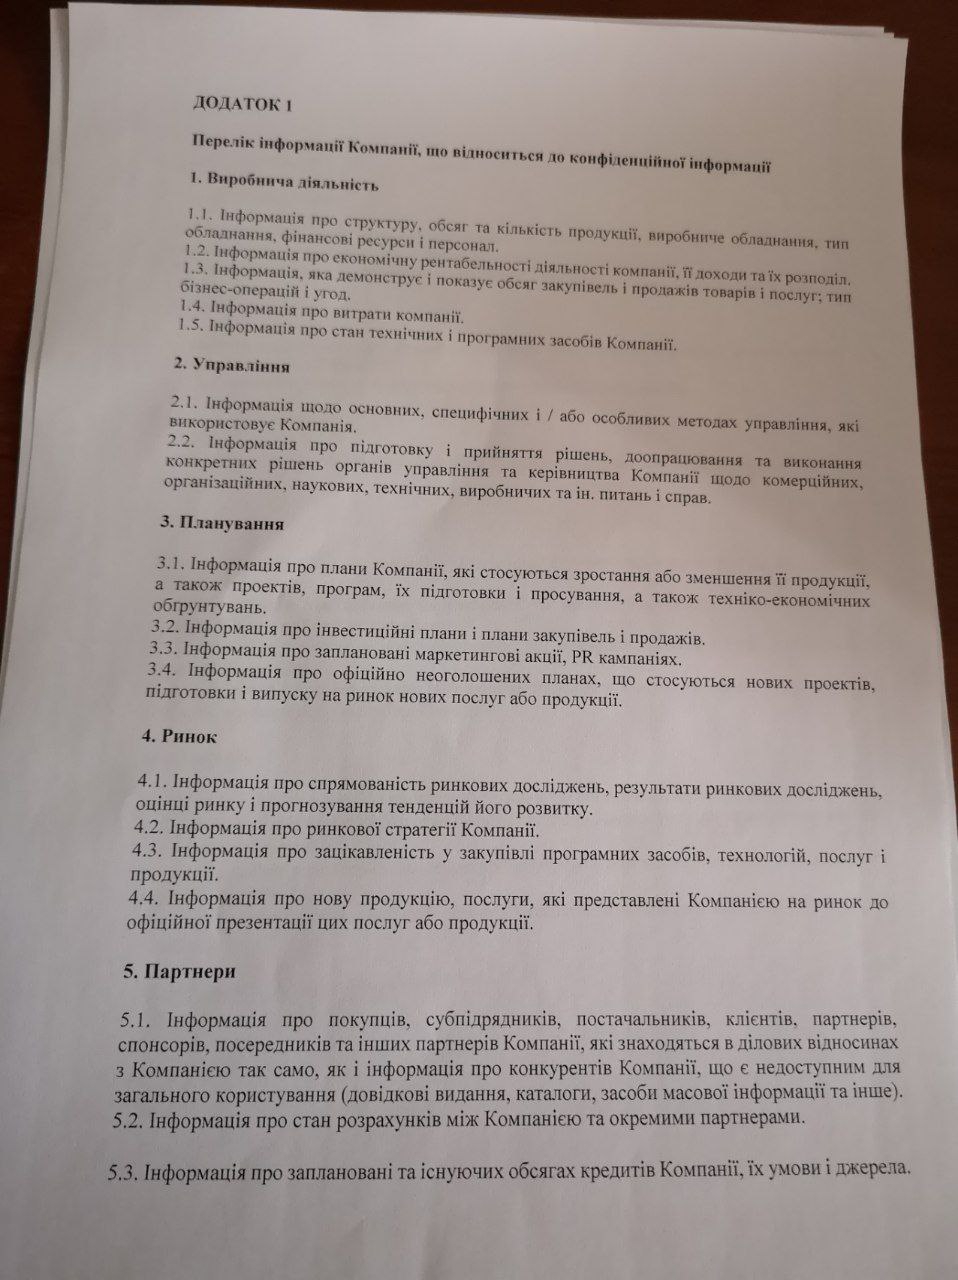 ДОДАТОК 1
Перелік інформації Компанії, що відноситься до конфіденційної інформації
1. Виробнича діяльність
1.1. Інформація про структуру, обсяг та кількість продукції, виробниче обладнання, тип
обладнання, фінансові ресурси і персонал.
1.2. Інформація про економічну рентабельності діяльності компанії, її доходи та їх розподіл.
1.3. Інформація, яка демонструє і показує обсяг закупівель і продажів товарів і послуг; тип
бізнес-операцій і угод.
1.4. Інформація про витрати компанії.
1.5. Інформація про стан технічних і програмних засобів Компанії.
2. Управління
2.1. Інформація щодо основних, специфічних і / або особливих методах управління, які
використовує Компанія.
2.2. Інформація про підготовку і прийняття рішень, доопрацювання та виконання
конкретних рішень органів управління та керівництва Компанії щодо комерційних,
організаційних, наукових, технічних, виробничих та ін. питань і справ.
3. Планування
3.1. Інформація про плани Компанії, які стосуються зростання або зменшення її продукції,
а також проектів, програм, їх підготовки і просування, а також техніко-економічних
обґрунтувань.
3.2. Інформація про інвестиційні плани і плани закупівель і продажів.
3.3. Інформація про заплановані маркетингові акції, PR кампаніях.
3.4. Інформація про офіційно неоголошених планах, що стосуються нових проектів,
підготовки і випуску на ринок нових послуг або продукції.
4. Ринок
4.1. Інформація про спрямованість ринкових досліджень, результати ринкових досліджень,
оцінці ринку і прогнозування тенденцій його розвитку.
4.2. Інформація про ринкової стратегії Компанії.
4.3. Інформація про зацікавленість у закупівлі програмних засобів, технологій, послуг і
продукції.
4.4. Інформація про нову продукцію, послуги, які представлені Компанією на ринок до
офіційної презентації цих послуг або продукції.
5. Партнери
5.1. Інформація про покупців, субпідрядників, постачальників, клієнтів, партнерів,
спонсорів, посередників та інших партнерів Компанії, які знаходяться в ділових відносинах
з Компанією так само, як і інформація про конкурентів Компанії, що є недоступним для
загального користування (довідкові видання, каталоги, засоби масової інформації та інше).
5.2. Інформація про стан розрахунків між Компанією та окремими партнерами.
5.3. Інформація про заплановані та існуючих обсягах кредитів Компанії, їх умови і джерела.